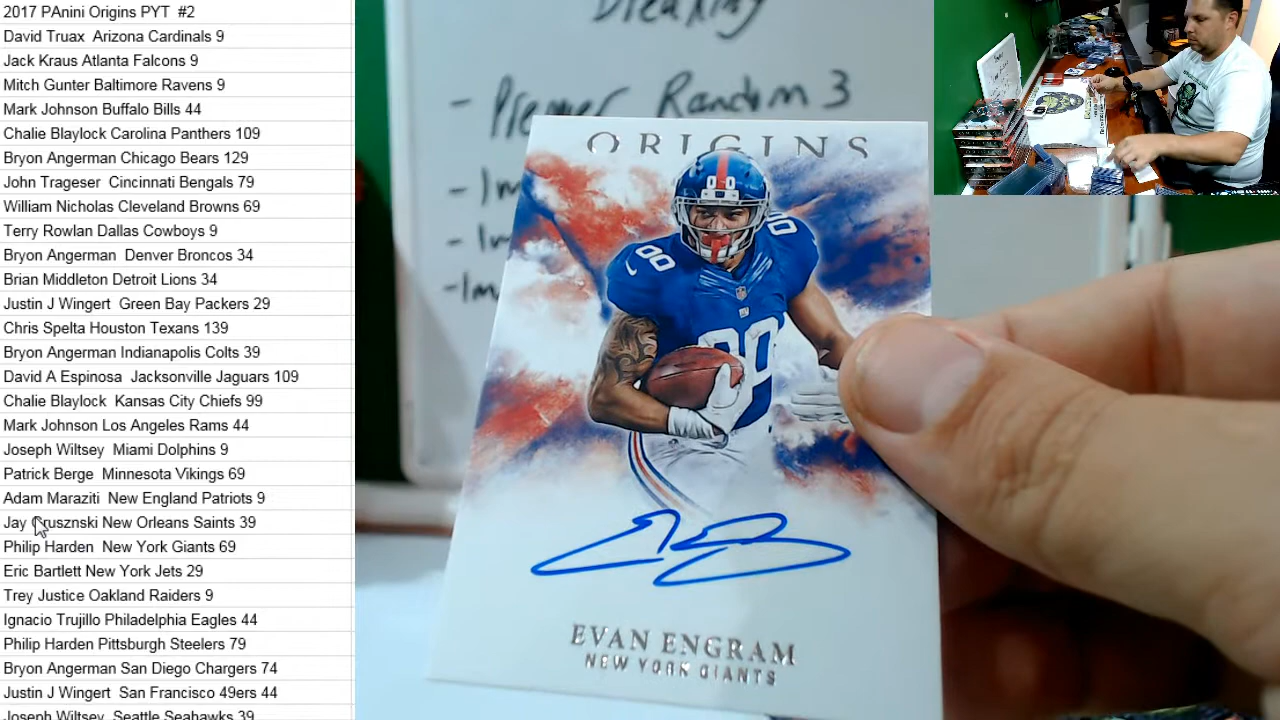 2017 PAnini Origins PYT #2
David Truax Arizona Cardinals 9
Jack Kraus Atlanta Falcons 9
Mitch Gunter Baltimore Ravens 9
Mark Johnson Buffalo Bills 44
Chalie Blaylock Carolina Panthers 109
Bryon Angerman Chicago Bears 129
John Trageser Cincinnati Bengals 79
William Nicholas Cleveland Browns 69
Terry Rowlan Dallas Cowboys 9
Bryon Angerman Denver Broncos 34
Brian Middleton Detroit Lions 34
Justin J Wingert Green Bay Packers 29
Chris Spelta Houston Texans 139
Bryon Angerman Indianapolis Colts 39
David A Espinosa Jacksonville Jaguars 109
Chalie Blaylock Kansas City Chiefs 99
Mark Johnson Los Angeles Rams 44
Joseph Wiltsey Miami Dolphins 9
Patrick Berge Minnesota Vikings 69
Adam Maraziti New England Patriots 9
Jay New Orleans Saints 39
Philip Harden New York Giants 69
Eric Bartlett New York Jets 29
Trey Justice Oakland Raiders 9
Ignacio Trujillo Philadelphia Eagles 44
Philip Harden Pittsburgh Steelers 79
Bryon Angerman San Diego Chargers 74
Justin J Wingert San Francisco 49ers 44
Joseph Wiltsey Seattle Seahawks 39
Breaking
- Premer Random 3
- Im
- Im
- Im
ORIGINS
00
00
00
EVAN ENGRAM
NEW YORK GIANTS